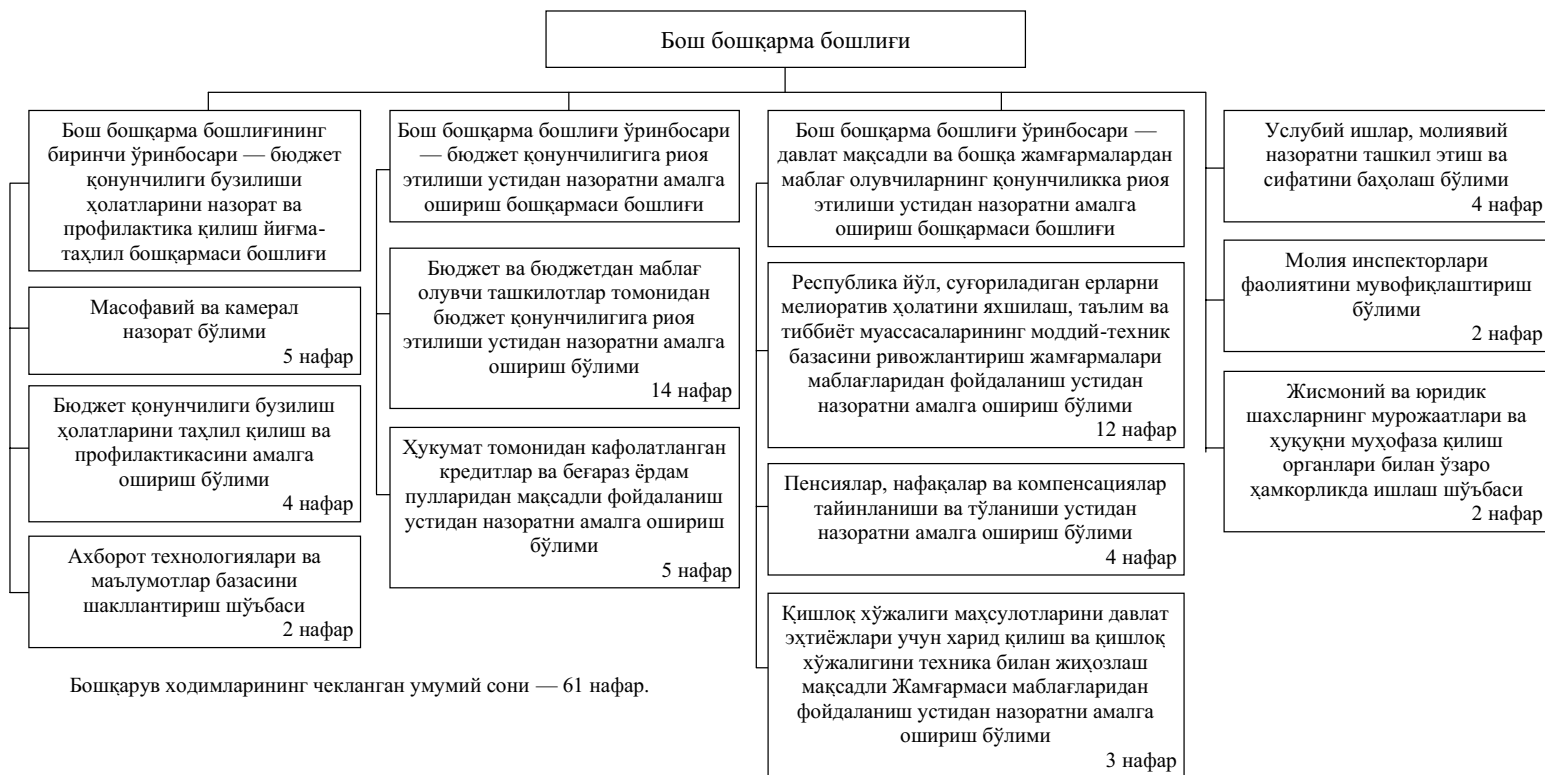 Бош бошқарма бошлиғи
Бош бошқарма бошлиғининг
биринчи ўринбосари — бюджет
қонунчилиги бузилиши
ҳолатларини назорат ва
профилактика қилиш йиғма-
таҳлил бошқармаси бошлиғи
Масофавий ва камерал
назорат бўлими
5 нафар
Бюджет қонунчилиги бузилиш
ҳолатларини таҳлил қилиш ва
профилактикасини амалга
ошириш бўлими
4 нафар
Ахборот технологиялари ва
маълумотлар базасини
шакллантириш шўъбаси
2 нафар
Бош бошқарма бошлиғи ўринбосари
— бюджет қонунчилигига риоя
этилиши устидан назоратни амалга
ошириш бошқармаси бошлиғи
Бюджет ва бюджетдан маблағ
олувчи ташкилотлар томонидан
бюджет қонунчилигига риоя
этилиши устидан назоратни амалга
ошириш бўлими
14 нафар
Ҳукумат томонидан кафолатланган
кредитлар ва беғараз ёрдам
пулларидан мақсадли фойдаланиш
устидан назоратни амалга ошириш
бўлими
5 нафар
Бош бошқарма бошлиғи ўринбосари —
давлат мақсадли ва бошқа жамғармалардан
маблағ олувчиларнинг қонунчиликка риоя
этилиши устидан назоратни амалга
ошириш бошқармаси бошлиғи
Республика йўл, суғориладиган ерларни
мелиоратив ҳолатини яхшилаш, таълим ва
тиббиёт муассасаларининг моддий-техник
базасини ривожлантириш жамғармалари
маблағларидан фойдаланиш устидан
назоратни амалга ошириш бўлими
12 нафар
Пенсиялар, нафақалар ва компенсациялар
тайинланиши ва тўланиши устидан
назоратни амалга ошириш бўлими
4 нафар
Қишлоқ хўжалиги маҳсулотларини давлат
эҳтиёжлари учун харид қилиш ва қишлоқ
хўжалигини техника билан жиҳозлаш
мақсадли Жамғармаси маблағларидан
фойдаланиш устидан назоратни амалга
ошириш бўлими
3 нафар
Услубий ишлар, молиявий
назоратни ташкил этиш ва
сифатини баҳолаш бўлими
4 нафар
Молия инспекторлари
фаолиятини мувофиқлаштириш
бўлими
2 нафар
Жисмоний ва юридик
шахсларнинг мурожаатлари ва
ҳуқуқни муҳофаза қилиш
органлари билан ўзаро
ҳамкорликда ишлаш шўъбаси
2 нафар
Бошқарув ходимларининг чекланган умумий сони — 61 нафар.